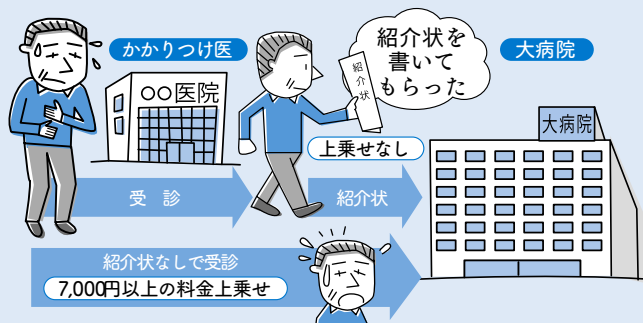 かかりつけ医
○○医院
紹介状を
書いて
もらった
紹介状
大病院
大病院
上乗せなし
受 診
紹介状
紹介状なしで受診
7,000円以上の料金上乗せ